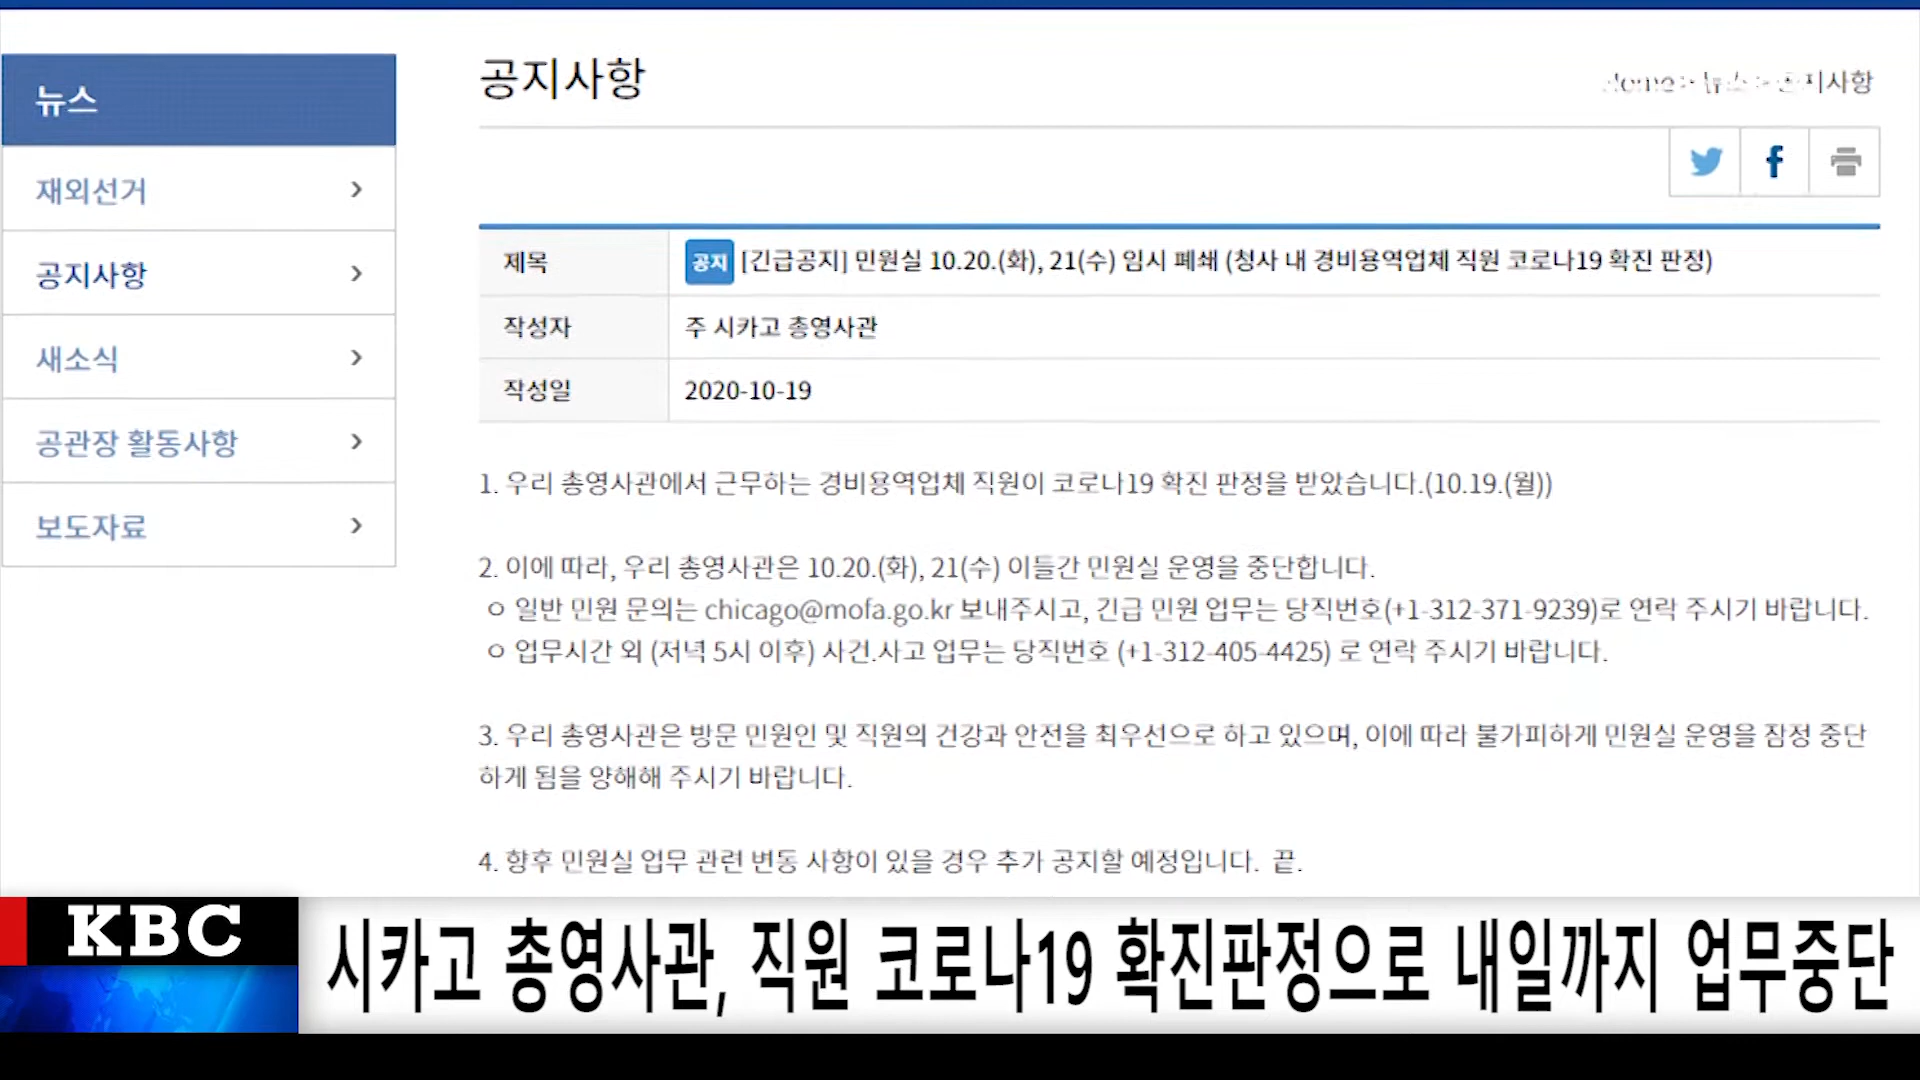 뉴스
재외선거
공지사항
새소식
공관장 활동사항
보도자료
공지사항
지사항
제목
공지 [긴급공지] 민원실 10.20.(화), 21(수) 임시 폐쇄 (청사 내 경비용역업체 직원 코로나19 확진 판정)
작성자
주 시카고 총영사관
작성일
2020-10-19
1. 우리 총영사관에서 근무하는 경비용역업체 직원이 코로나19 확진 판정을 받았습니다.(10.19.(월))
2. 이에 따라, 우리 총영사관은 10.20.(화), 21(수) 이틀간 민원실 운영을 중단합니다.
ㅇ 일반 민원 문의는 chicago@mofa.go.kr 보내주시고, 긴급 민원 업무는 당직번호(+1-312-371-9239)로 연락 주시기 바랍니다.
ㅇ 업무시간 외 (저녁 5시 이후) 사건.사고 업무는 당직번호 (+1-312-405-4425) 로 연락 주시기 바랍니다.
3. 우리 총영사관은 방문 민원인 및 직원의 건강과 안전을 최우선으로 하고 있으며, 이에 따라 불가피하게 민원실 운영을 잠정 중단
하게 됨을 양해해 주시기 바랍니다.
4. 향후 민원실 업무 관련 변동 사항이 있을 경우 추가 공지할 예정입니다. 끝.
KBC
시카고 총영사관, 직원 코로나19 확진판정으로 내일까지 업무중단